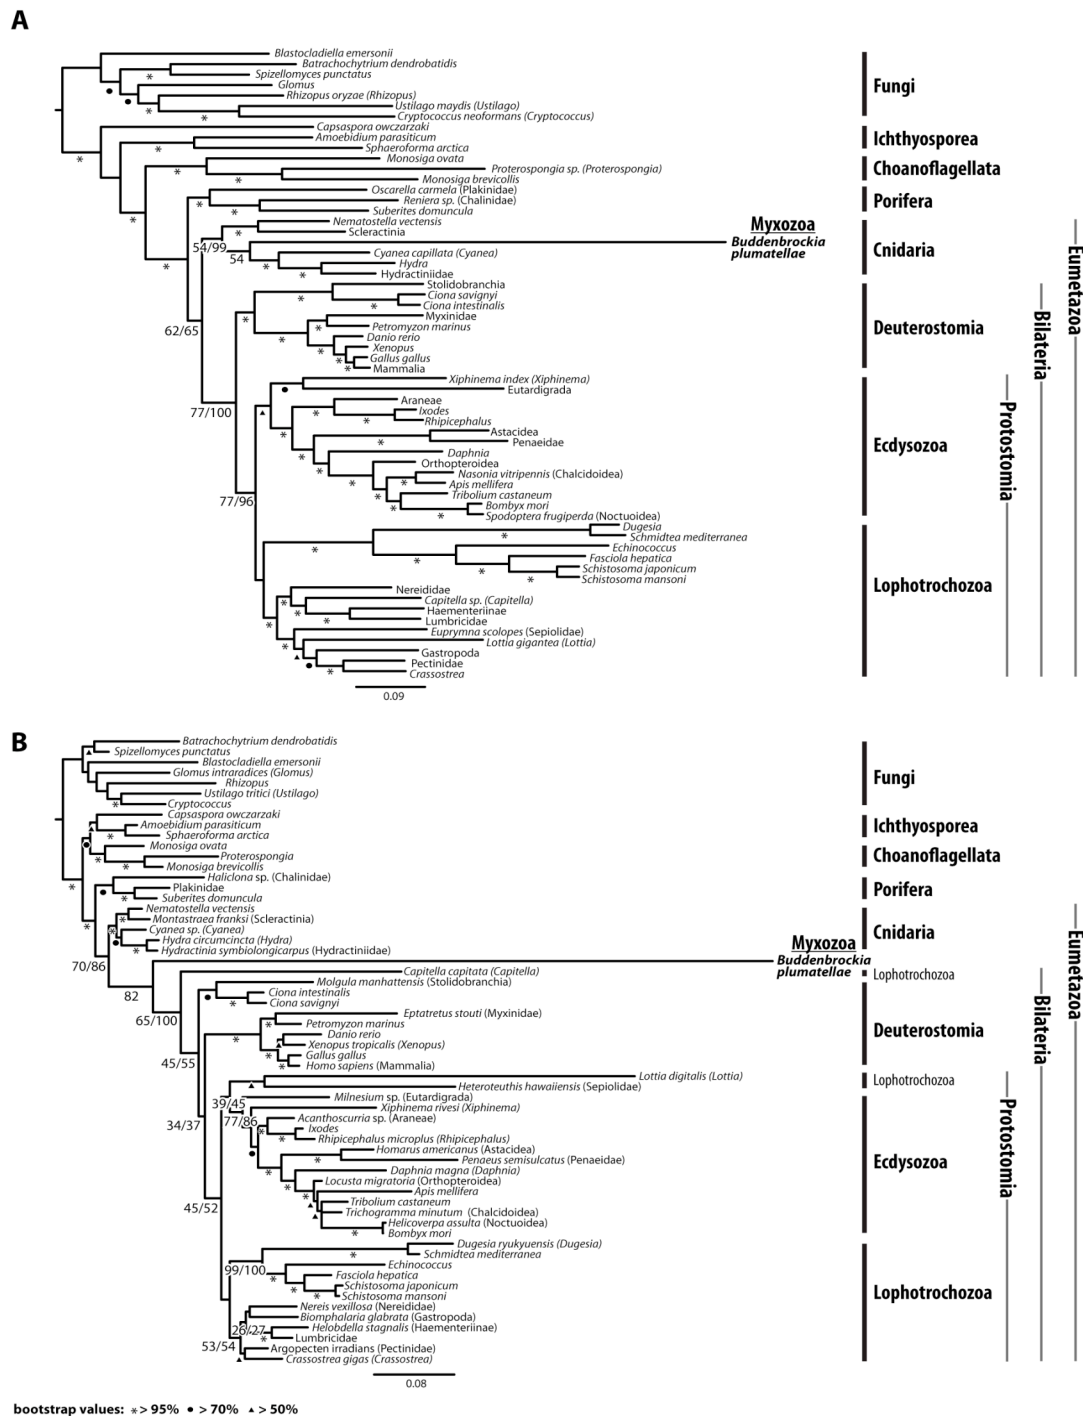 A
Blastocladiella emersonii
Batrachochytrium dendrobatidis
*
Spizellomyces punctatus
Glomus
Rhizopus oryzae (Rhizopus)
*
Ustilago maydis (Ustilago)
*
Cryptococcus neoformans (Cryptococcus)
Fungi
Capsaspora owczarzaki
Amoebidium parasiticum
*
Sphaeroforma arctica
*
Ichthyosporea
Monosiga ovata
*
Proterospongia sp. (Proterospongia)
*
Monosiga brevicollis
Choanoflagellata
*
Oscarella carmela (Plakinidae)
*
Reniera sp. (Chalinidae)
*
Suberites domuncula
Porifera
*
Nematostella vectensis
*
Scleractinia
54/99
54
Myxozoa
Buddenbrockia
plumatellae
Cyanea capillata (Cyanea)
*
Hydra
*
Hydractiniidae
Cnidaria
62/65
Stolidobranchia
*
Ciona savignyi
*
Ciona intestinalis
*
Myxinidae
*
Petromyzon marinus
*
Danio rerio
*
Xenopus
*
Gallus gallus
*
Mammalia
Deuterostomia
77/100
Xiphinema index (Xiphinema)
Eutardigrada
Araneae
*
Ixodes
*
Rhipicephalus
*
Astacidea
*
Penaeidae
*
Daphnia
*
Orthopteroidea
*
Nasonia vitripennis (Chalcidoidea)
*
Apis mellifera
*
Tribolium castaneum
*
Bombyx mori
*
Spodoptera frugiperda (Noctuoidea)
Ecdysozoa
77/96
Dugesia
*
Schmidtea mediterranea
*
Echinococcus
*
Fasciola hepatica
*
Schistosoma japonicum
*
Schistosoma mansoni
Nereididae
*
Capitella sp. (Capitella)
*
Haementeriinae
*
Lumbricidae
Euprymna scolopes (Sepiolidae)
*
Lottia gigantea (Lottia)
Gastropoda
Pectinidae
*
Crassostrea
Lophotrochozoa
Protostomia
Bilateria
Eumetazoa
0.09
B
Batrachochytrium dendrobatidis
Spizellomyces punctatus
Blastocladiella emersonii
Glomus intraradices (Glomus)
Rhizopus
Ustilago tritici (Ustilago)
*
Cryptococcus
Fungi
Capsaspora owczarzaki
Amoebidium parasiticum
*
Sphaeroforma arctica
Ichthyosporea
Monosiga ovata
*
Proterospongia
*
Monosiga brevicollis
Choanoflagellata
*
Haliclona sp. (Chalinidae)
Plakinidae
*
Suberites domuncula
Porifera
*
Nematostella vectensis
*
Montastraea franksi (Scleractinia)
*
Cyanea sp. (Cyanea)
Hydra circumcincta (Hydra)
*
Hydractinia symbiolongicarpus (Hydractiniidae)
Cnidaria
70/86
Myxozoa
Buddenbrockia
plumatellae
82
Capitella capitata (Capitella)
Lophotrochozoa
65/100
Molgula manhattensis (Stolidobranchia)
Ciona intestinalis
*
Ciona savignyi
Eptatretus stouti (Myxinidae)
*
Petromyzon marinus
*
Danio rerio
Xenopus tropicalis (Xenopus)
*
Gallus gallus
*
Homo sapiens (Mammalia)
Deuterostomia
45/55
Lottia digitalis (Lottia)
Heteroteuthis hawaiiensis (Sepiolidae)
Lophotrochozoa
39/45
Milnesium sp. (Eutardigrada)
Xiphinema rivesi (Xiphinema)
77/86
34/37
Acanthoscurria sp. (Araneae)
*
Ixodes
*
Rhipicephalus microplus (Rhipicephalus)
Homarus americanus (Astacidea)
*
Penaeus semisulcatus (Penaeidae)
*
Daphnia magna (Daphnia)
*
Locusta migratoria (Orthopteroidea)
*
Apis mellifera
Tribolium castaneum
Trichogramma minutum (Chalcidoidea)
Helicoverpa assulta (Noctuoidea)
*
Bombyx mori
Ecdysozoa
45/52
Dugesia ryukyuensis (Dugesia)
*
Schmidtea mediterranea
99/100
Echinococcus
*
Fasciola hepatica
*
Schistosoma japonicum
*
Schistosoma mansoni
Nereis vexillosa (Nereididae)
Biomphalaria glabrata (Gastropoda)
26/27
Helobdella stagnalis (Haementeriinae)
*
Lumbricidae
53/54
Argopecten irradians (Pectinidae)
Crassostrea gigas (Crassostrea)
Lophotrochozoa
Protostomia
Bilateria
Eumetazoa
0.08
bootstrap values: *> 95% ● > 70% ▲ > 50%